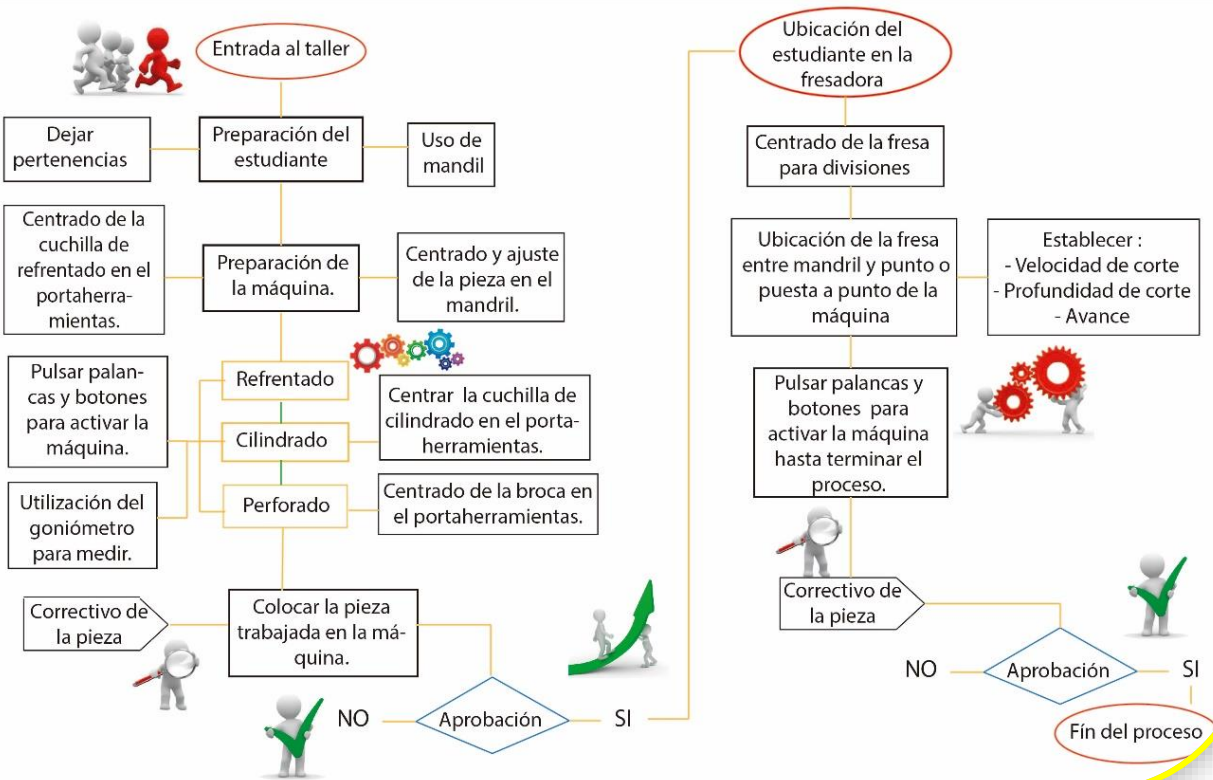 Entrada al taller
Dejar
pertenencias
Preparación del
estudiante
Uso de
mandil
Centrado de la
cuchilla de
refrentado en el
portaherra-
mientas.
Preparación de
la máquina.
Centrado y ajuste
de la pieza en el
mandril.
Refrentado
Pulsar palan-
cas y botones
para activar la
máquina.
Cilindrado
Centrar la cuchilla de
cilindrado en el porta-
herramientas.
Utilización del
goniómetro
para medir.
Perforado
Centrado de la broca en
el portaherramientas.
Correctivo de
la pieza
Colocar la pieza
trabajada en la má-
quina.
NO
Aprobación
SI
Ubicación del
estudiante en la
fresadora
Centrado de la fresa
para divisiones
Ubicación de la fresa
entre mandril y punto o
puesta a punto de la
máquina
Establecer :
- Velocidad de corte
- Profundidad de corte
- Avance
Pulsar palancas y
botones para
activar la máquina
hasta terminar el
proceso.
Correctivo de
la pieza
NO
Aprobación
SI
Fín del proceso